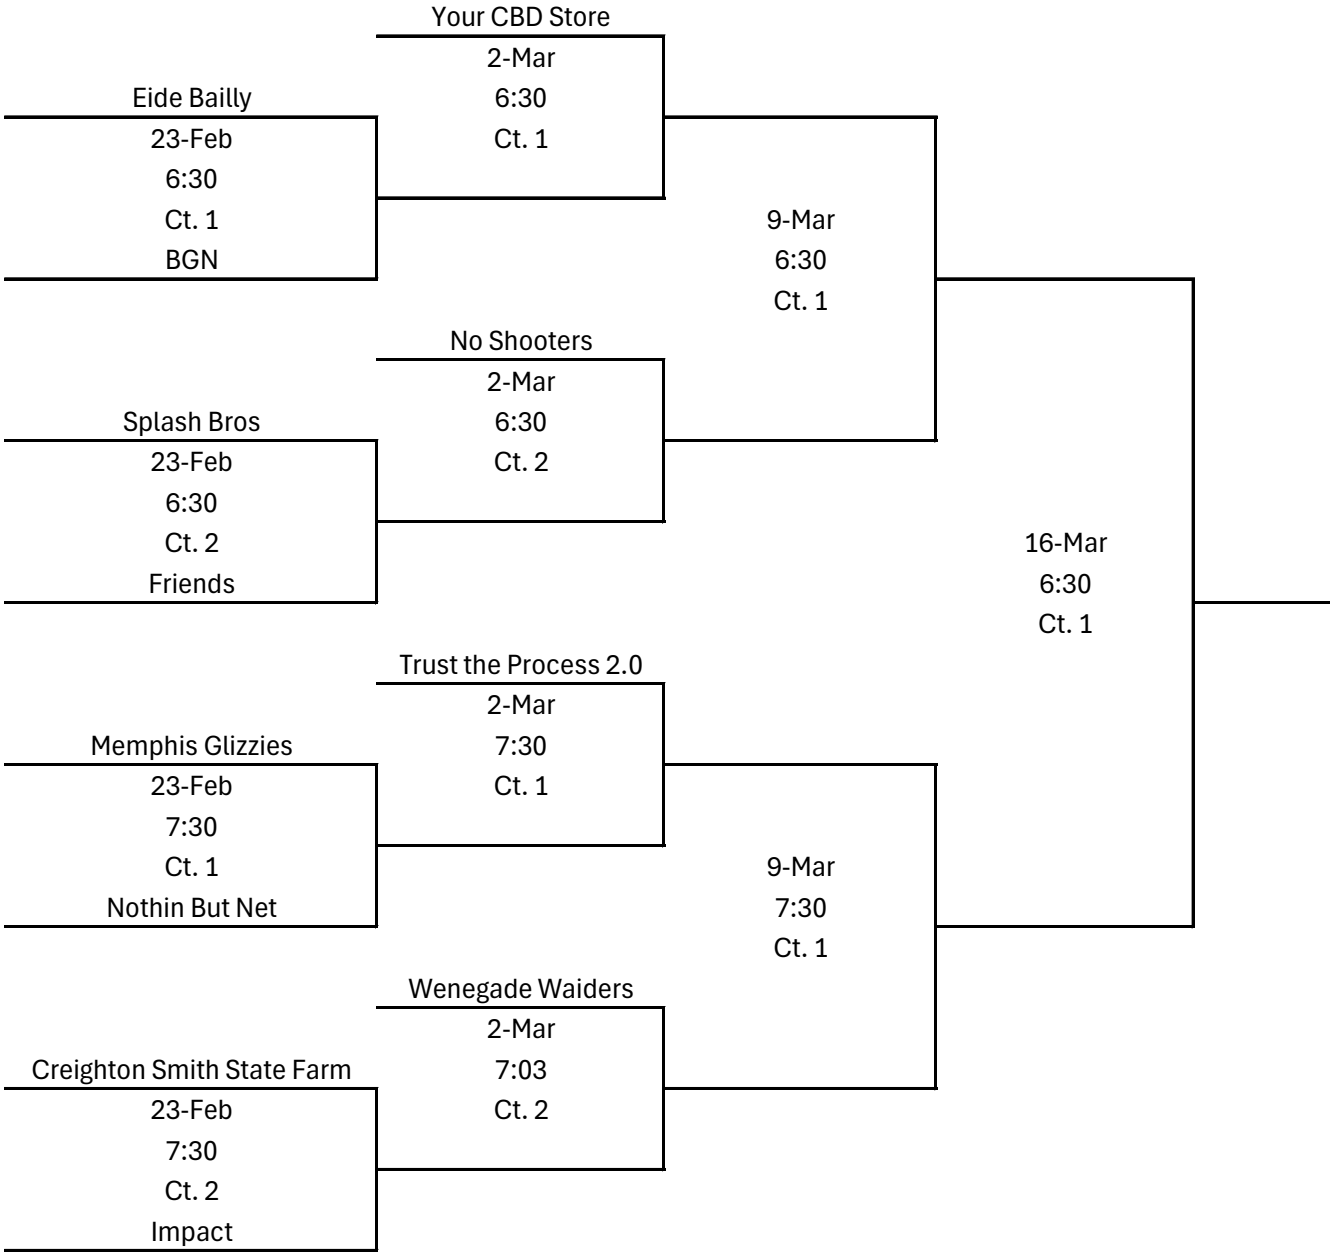 Your CBD Store
2-Mar
6:30
Ct. 1
Eide Bailly
23-Feb
6:30
Ct. 1
BGN
9-Mar
6:30
Ct. 1
No Shooters
2-Mar
6:30
Ct. 2
Splash Bros
23-Feb
6:30
Ct. 2
Friends
16-Mar
6:30
Ct. 1
Trust the Process 2.0
2-Mar
7:30
Ct. 1
Memphis Glizzies
23-Feb
7:30
Ct. 1
Nothin But Net
9-Mar
7:30
Ct. 1
Wenegade Waiders
2-Mar
7:03
Ct. 2
Creighton Smith State Farm
23-Feb
7:30
Ct. 2
Impact